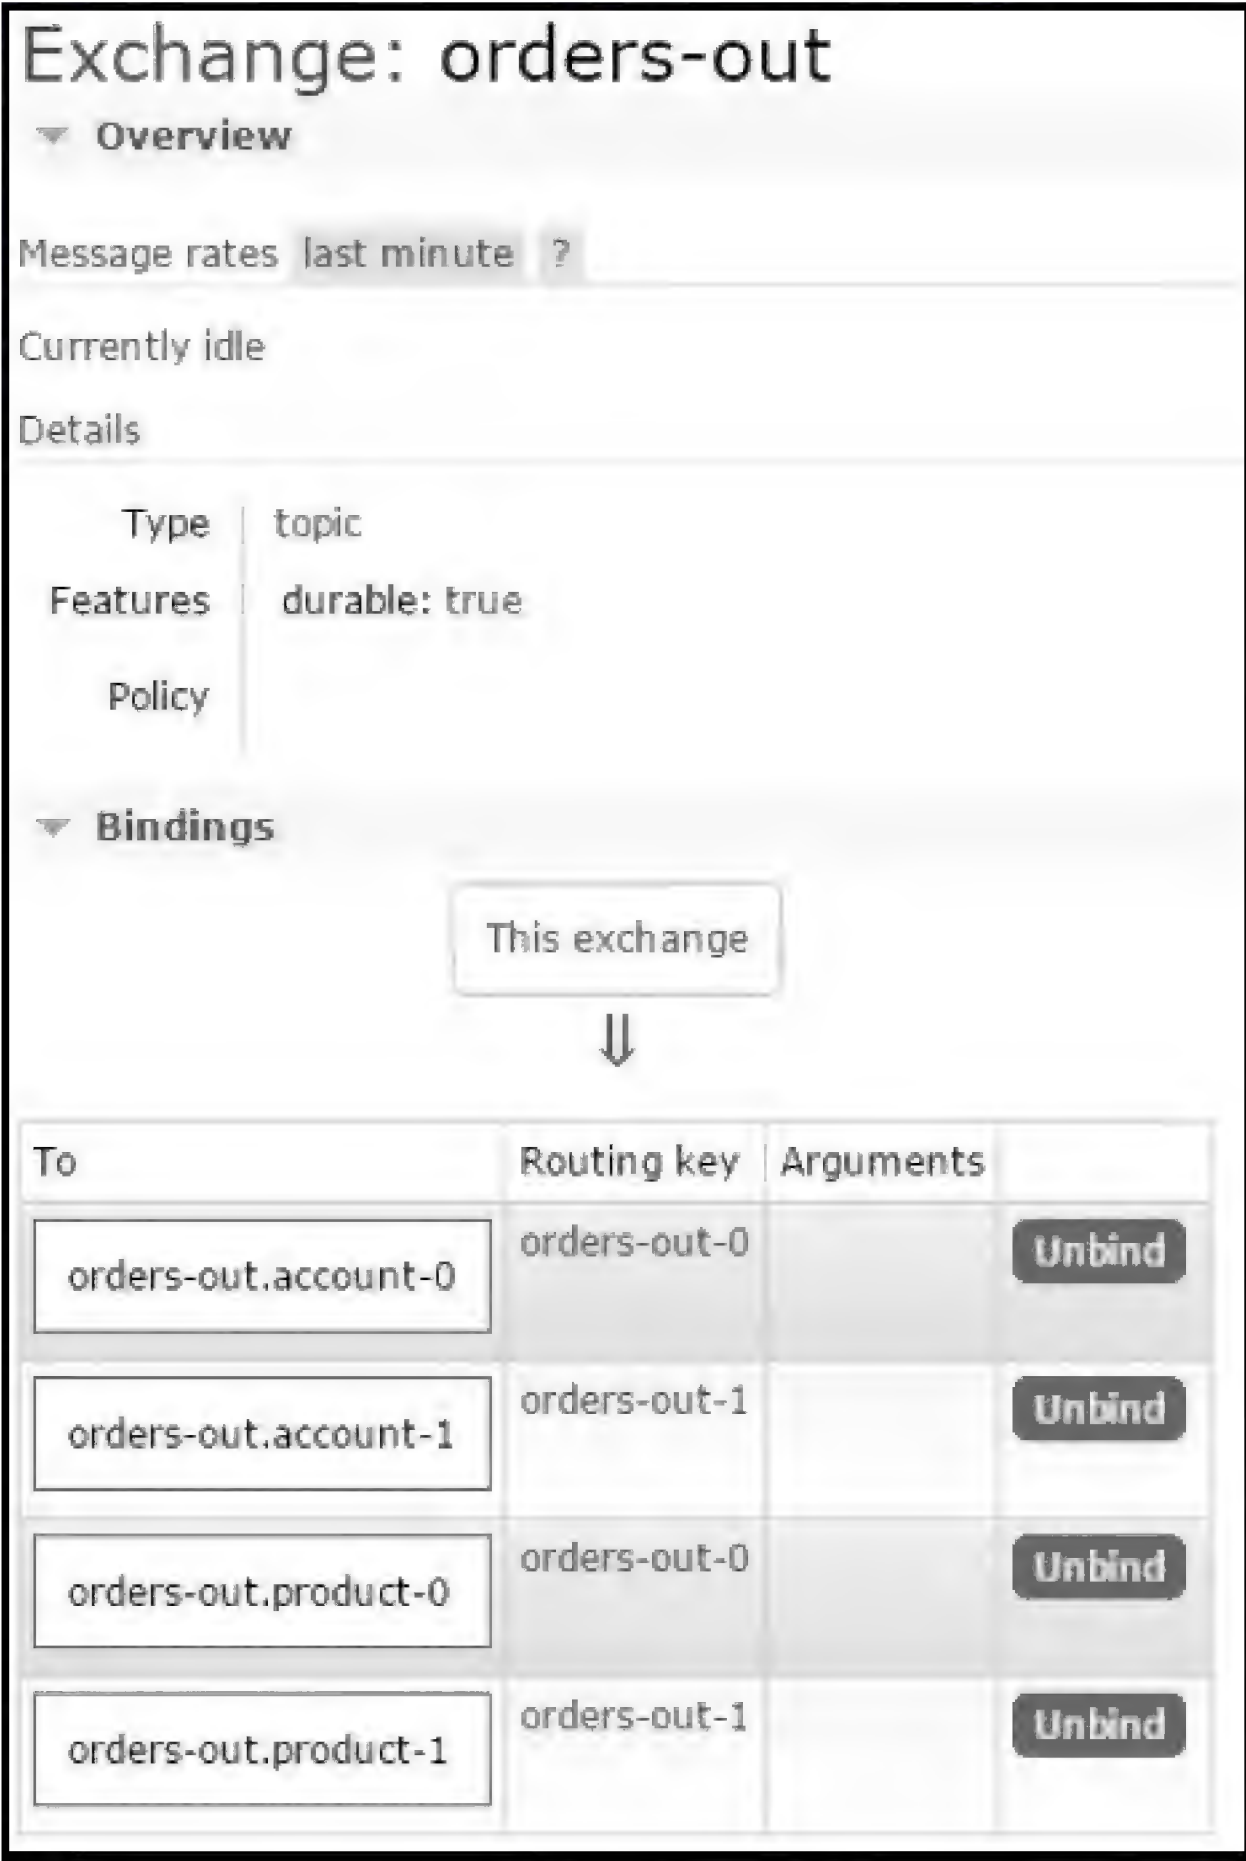 Exchange: orders-out
Overview
Message rates last minute ?
Currently idle
Details
Type topic
Features durable: true
Policy
Bindings
This exchange
⇓
To Routing key Arguments
orders-out.account-0 orders-out-0 Unbind
orders-out.account-1 orders-out-1 Unbind
orders-out.product-0 orders-out-0 Unbind
orders-out.product-1 orders-out-1 Unbind